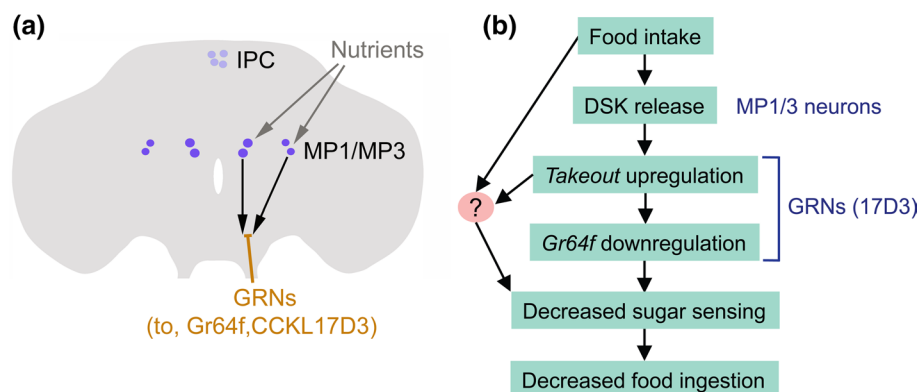 (a)
IPC
Nutrients
MP1/MP3
GRNs
(to, Gr64f,CCKL17D3)
(b)
Food intake
DSK release
MP1/3 neurons
Takeout upregulation
?
GRNs (17D3)
Gr64f downregulation
Decreased sugar sensing
Decreased food ingestion